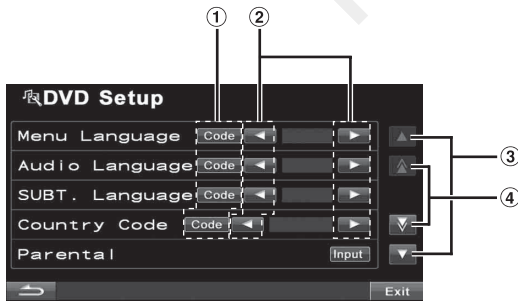 ① ②
DVD Setup
Menu Language Code
Audio Language Code
SUBT. Language Code
Country Code Code
Parental Input
Exit
③
④